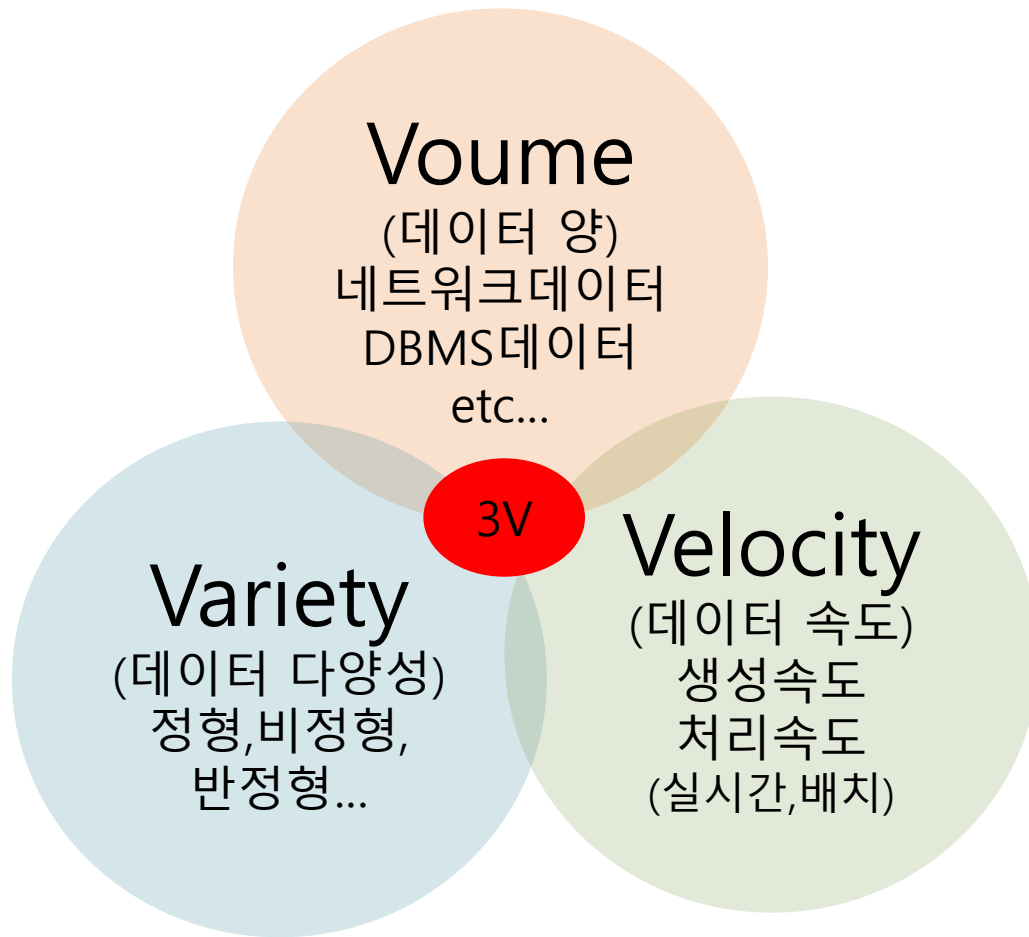 Voume
(데이터 양)
네트워크데이터
DBMS데이터
etc...
3V
Variety
(데이터 다양성)
정형,비정형,
반정형...
Velocity
(데이터 속도)
생성속도
처리속도
(실시간,배치)